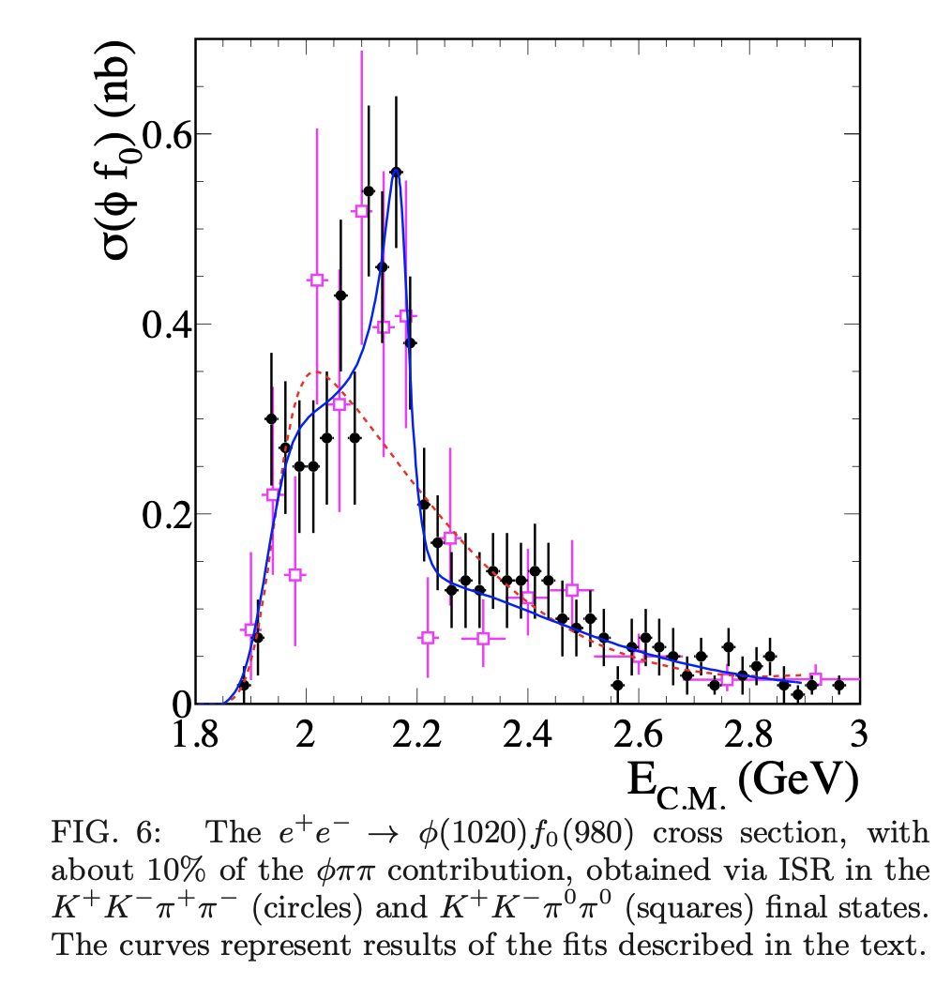 σ(ϕ f₀) (nb)
0.6
0.4
0.2
0
1.8 2 2.2 2.4 2.6 2.8 3
E_C.M. (GeV)
FIG. 6: The e⁺e⁻ → ϕ(1020)f₀(980) cross section, with
about 10% of the ϕππ contribution, obtained via ISR in the
K⁺K⁻π⁺π⁻ (circles) and K⁺K⁻π⁰π⁰ (squares) final states.
The curves represent results of the fits described in the text.